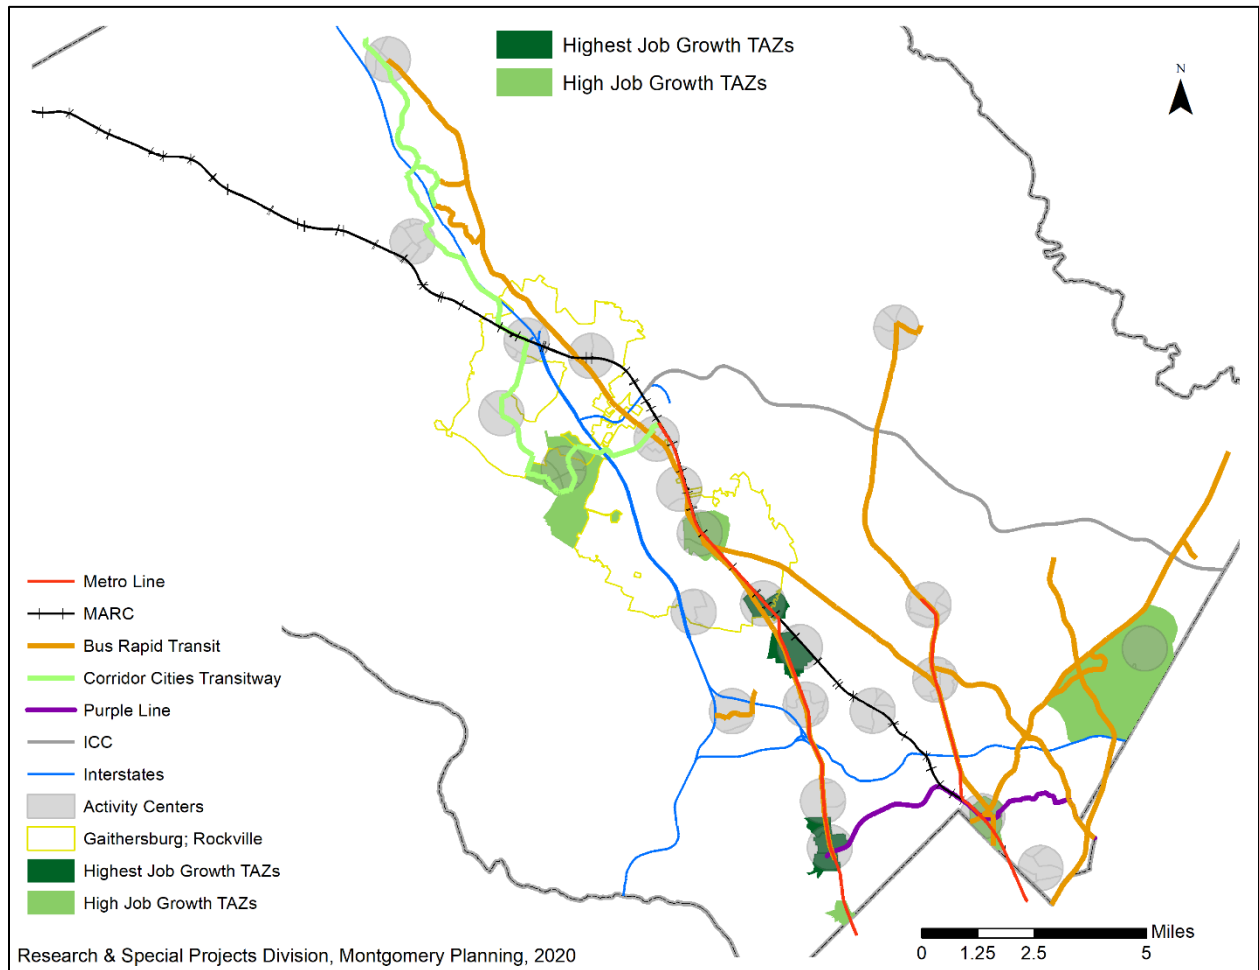 Highest Job Growth TAZs
High Job Growth TAZs
N
Metro Line
MARC
Bus Rapid Transit
Corridor Cities Transitway
Purple Line
ICC
Interstates
Activity Centers
Gaithersburg; Rockville
Highest Job Growth TAZs
High Job Growth TAZs
Miles
0 1.25 2.5 5
Research & Special Projects Division, Montgomery Planning, 2020